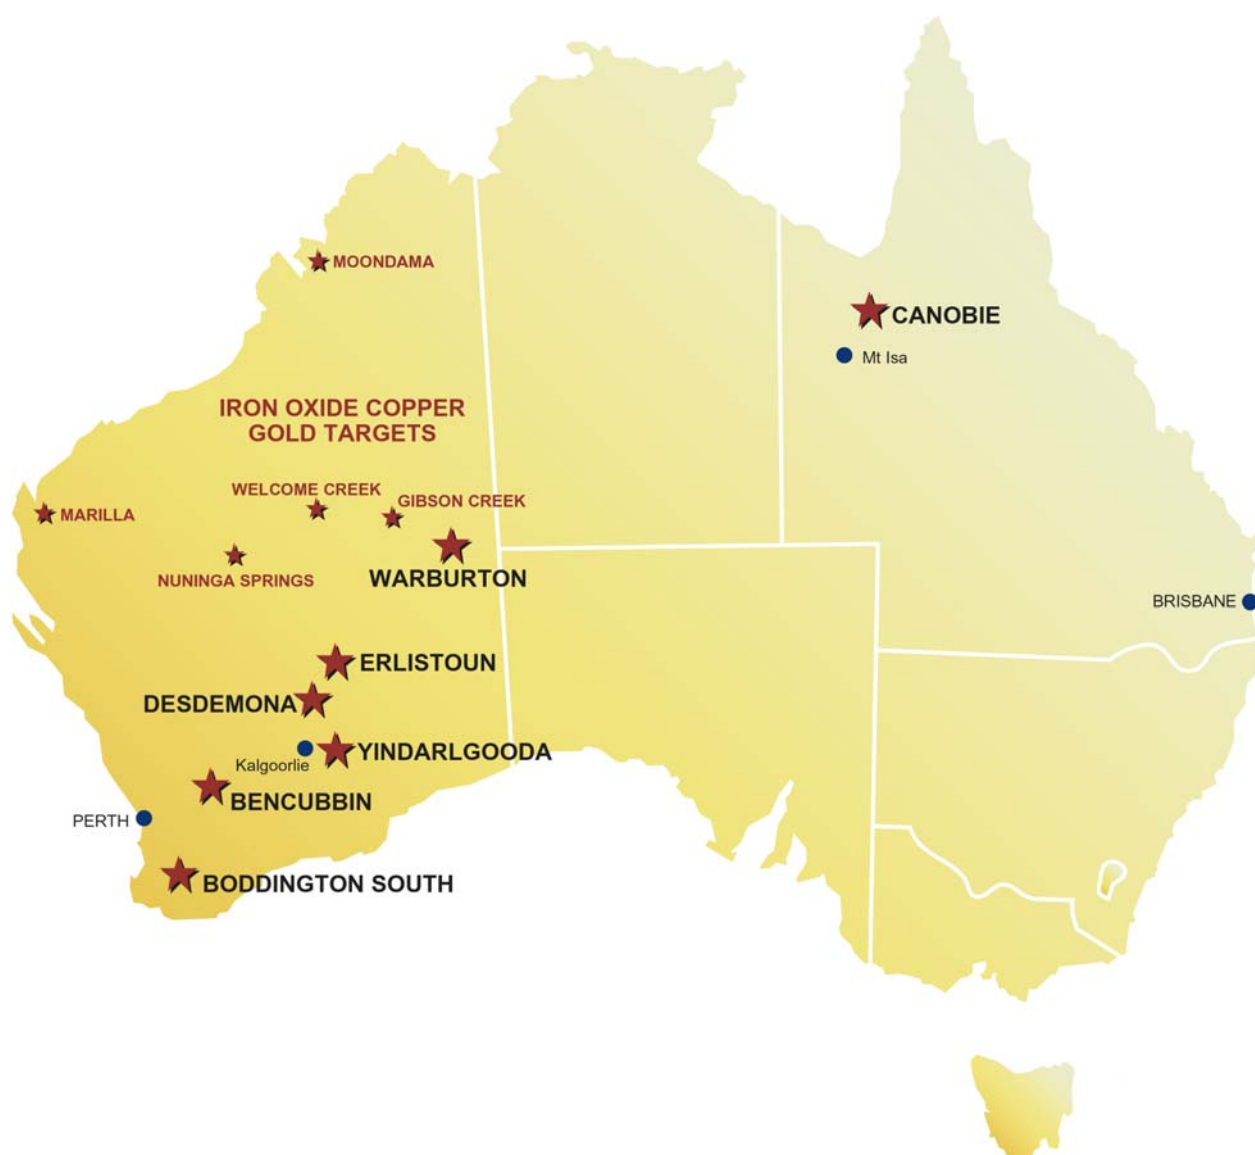 MOONDAMA
CANOBIE
Mt Isa
IRON OXIDE COPPER
GOLD TARGETS
WELCOME CREEK
GIBSON CREEK
MARILLA
NUNINGA SPRINGS
WARBURTON
BRISBANE
ERLISTOUN
DESDEMONA
YINDARLGOODA
Kalgoorlie
BENCUBBIN
PERTH
BODDINGTON SOUTH